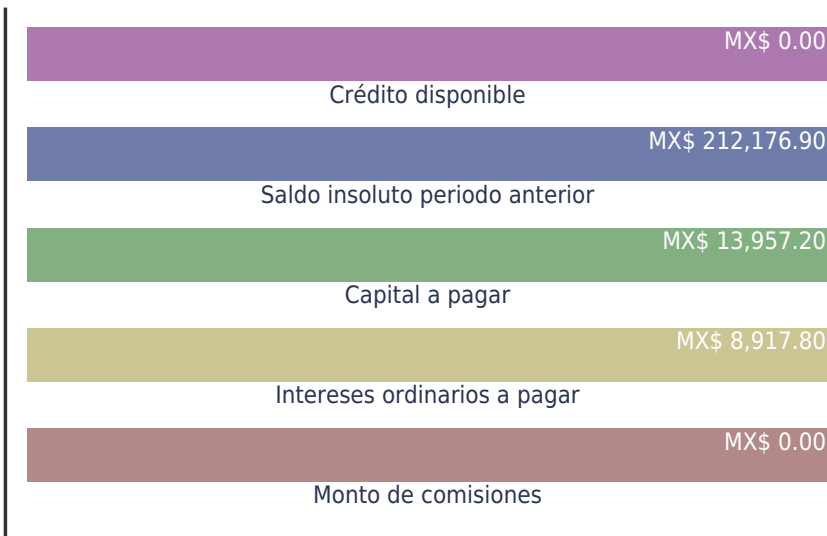 MX$ 0.00
Crédito disponible
MX$ 212,176.90
Saldo insoluto periodo anterior
MX$ 13,957.20
Capital a pagar
MX$ 8,917.80
Intereses ordinarios a pagar
MX$ 0.00
Monto de comisiones